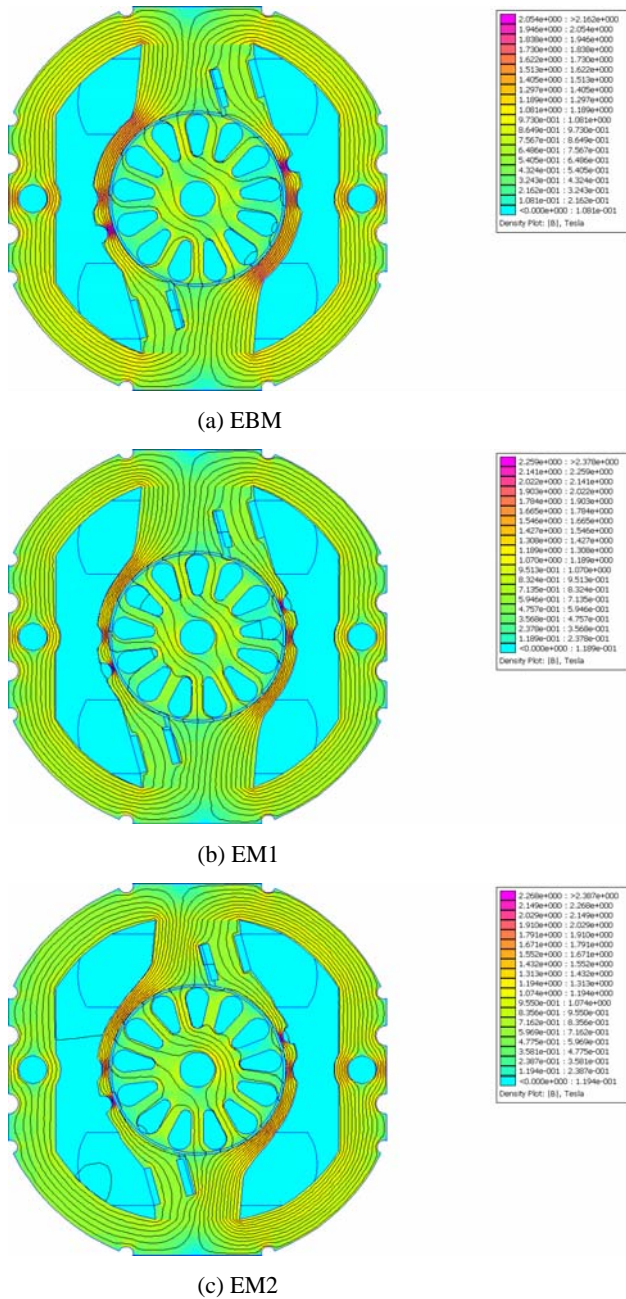 2.054e+000 : >2.162e+000
1.946e+000 : 2.054e+000
1.838e+000 : 1.946e+000
1.730e+000 : 1.838e+000
1.622e+000 : 1.730e+000
1.513e+000 : 1.622e+000
1.405e+000 : 1.513e+000
1.297e+000 : 1.405e+000
1.189e+000 : 1.297e+000
1.081e+000 : 1.189e+000
9.730e-001 : 1.081e+000
8.649e-001 : 9.730e-001
7.567e-001 : 8.649e-001
6.486e-001 : 7.567e-001
5.405e-001 : 6.486e-001
4.324e-001 : 5.405e-001
3.243e-001 : 4.324e-001
2.162e-001 : 3.243e-001
1.081e-001 : 2.162e-001
<0.000e+000 : 1.081e-001
Density Plot: |B|, Tesla
(a) EBM
2.259e+000 : >2.378e+000
2.141e+000 : 2.259e+000
2.022e+000 : 2.141e+000
1.903e+000 : 2.022e+000
1.784e+000 : 1.903e+000
1.665e+000 : 1.784e+000
1.546e+000 : 1.665e+000
1.427e+000 : 1.546e+000
1.308e+000 : 1.427e+000
1.189e+000 : 1.308e+000
1.070e+000 : 1.189e+000
9.513e-001 : 1.070e+000
8.324e-001 : 9.513e-001
7.135e-001 : 8.324e-001
5.946e-001 : 7.135e-001
4.757e-001 : 5.946e-001
3.568e-001 : 4.757e-001
2.378e-001 : 3.568e-001
1.189e-001 : 2.378e-001
<0.000e+000 : 1.189e-001
Density Plot: |B|, Tesla
(b) EM1
2.268e+000 : >2.387e+000
2.149e+000 : 2.268e+000
2.029e+000 : 2.149e+000
1.910e+000 : 2.029e+000
1.791e+000 : 1.910e+000
1.671e+000 : 1.791e+000
1.552e+000 : 1.671e+000
1.432e+000 : 1.552e+000
1.313e+000 : 1.432e+000
1.194e+000 : 1.313e+000
1.074e+000 : 1.194e+000
9.550e-001 : 1.074e+000
8.356e-001 : 9.550e-001
7.162e-001 : 8.356e-001
5.969e-001 : 7.162e-001
4.775e-001 : 5.969e-001
3.581e-001 : 4.775e-001
2.387e-001 : 3.581e-001
1.194e-001 : 2.387e-001
<0.000e+000 : 1.194e-001
Density Plot: |B|, Tesla
(c) EM2